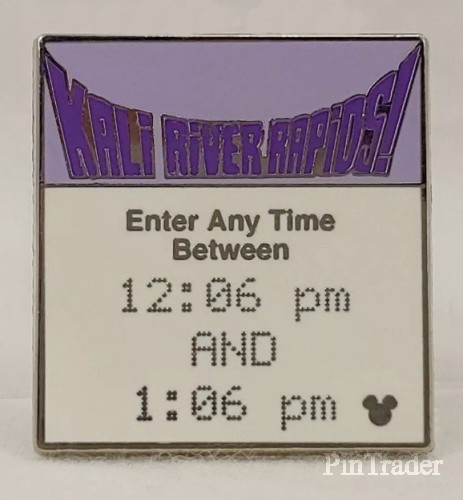 KALI RIVER RAPIDS!
Enter Any Time
Between
12:06 pm
AND
1:06 pm
PinTrader